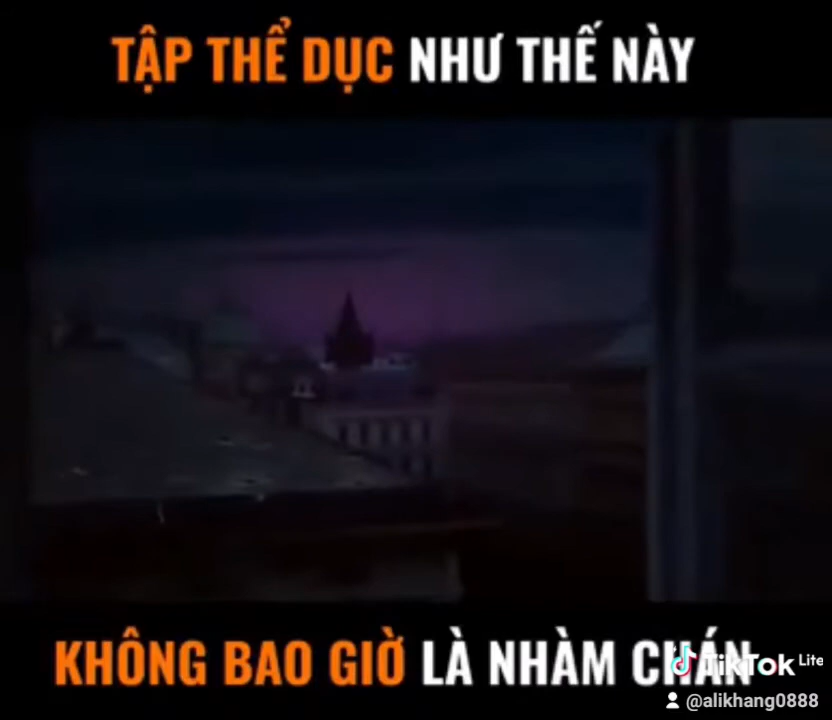 TẬP THỂ DỤC NHƯ THẾ NÀY
KHÔNG BAO GIỜ LÀ NHÀM CHÁN
TikTok Lite
@alikhang0888